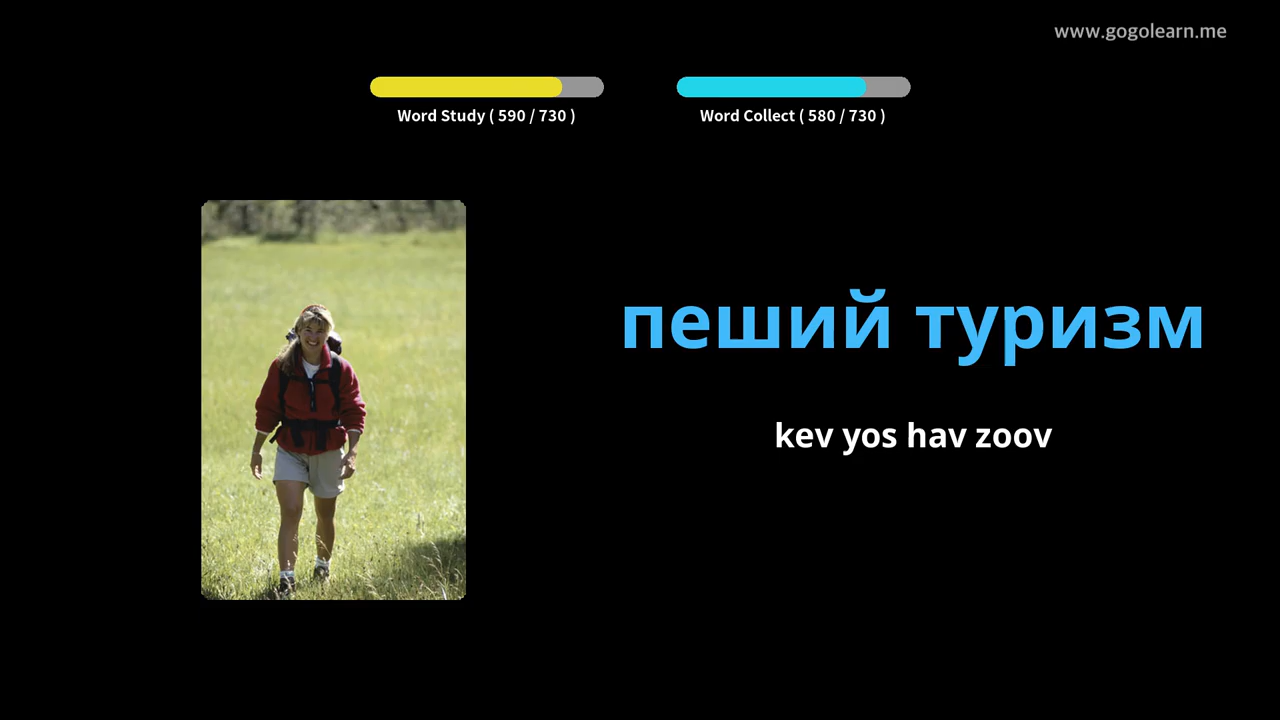 www.gogolearn.me
Word Study ( 590 / 730 )
Word Collect ( 580 / 730 )
пеший туризм
kev yos hav zoov